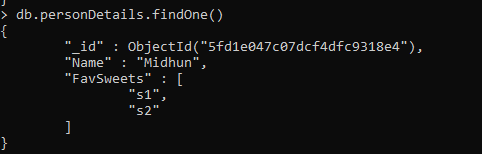 > db.personDetails.findOne()
{
        "_id" : ObjectId("5fd1e047c07dcf4dfc9318e4"),
        "Name" : "Midhun",
        "FavSweets" : [
                "s1",
                "s2"
        ]
}